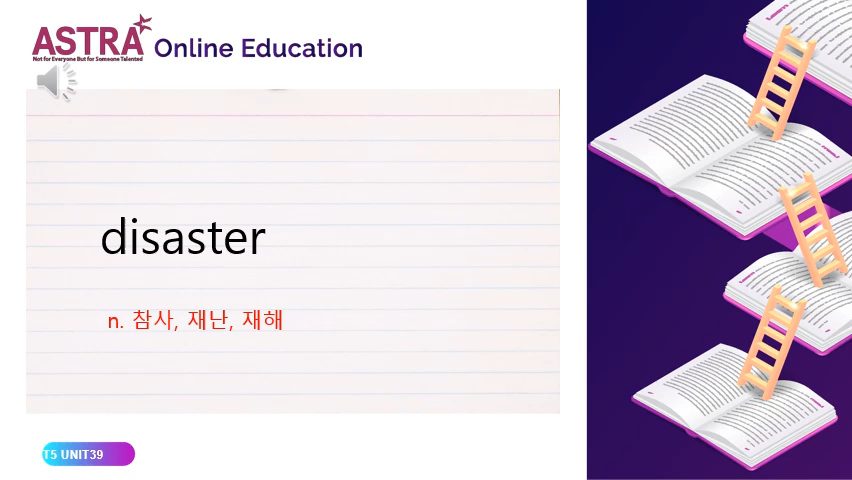 ASTRA Online Education
Not for Everyone But for Someone Talented
disaster
n. 참사, 재난, 재해
T5 UNIT39